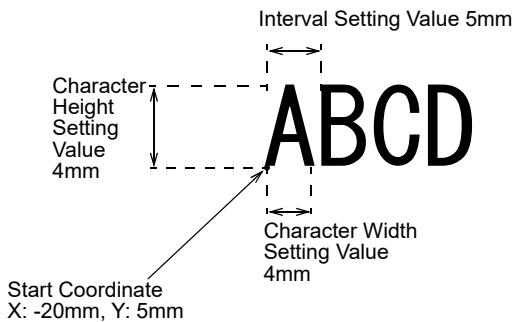 Interval Setting Value 5mm
Character
Height
Setting
Value
4mm
ABCD
Character Width
Setting Value
4mm
Start Coordinate
X: -20mm, Y: 5mm